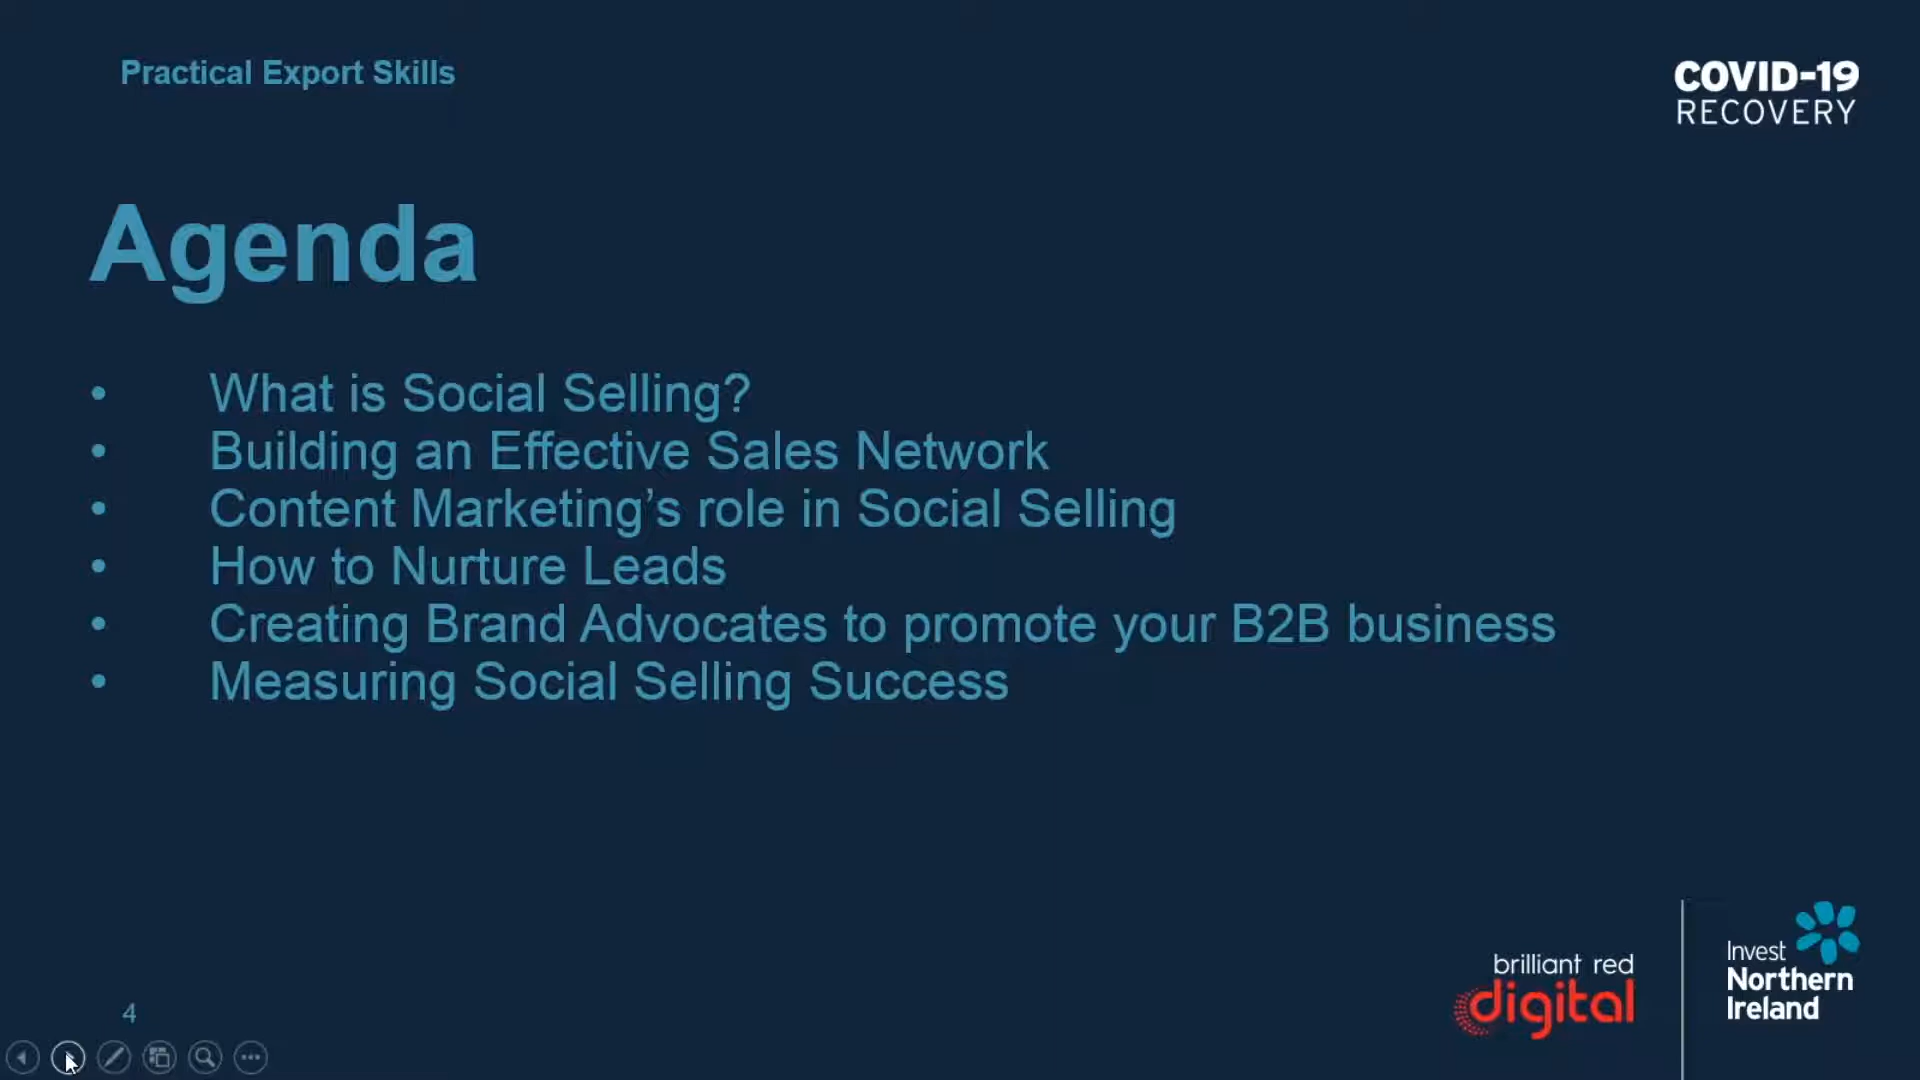 Practical Export Skills
COVID-19
RECOVERY
Agenda
• What is Social Selling?
• Building an Effective Sales Network
• Content Marketing’s role in Social Selling
• How to Nurture Leads
• Creating Brand Advocates to promote your B2B business
• Measuring Social Selling Success
brilliant red
digital
Invest
Northern
Ireland
4